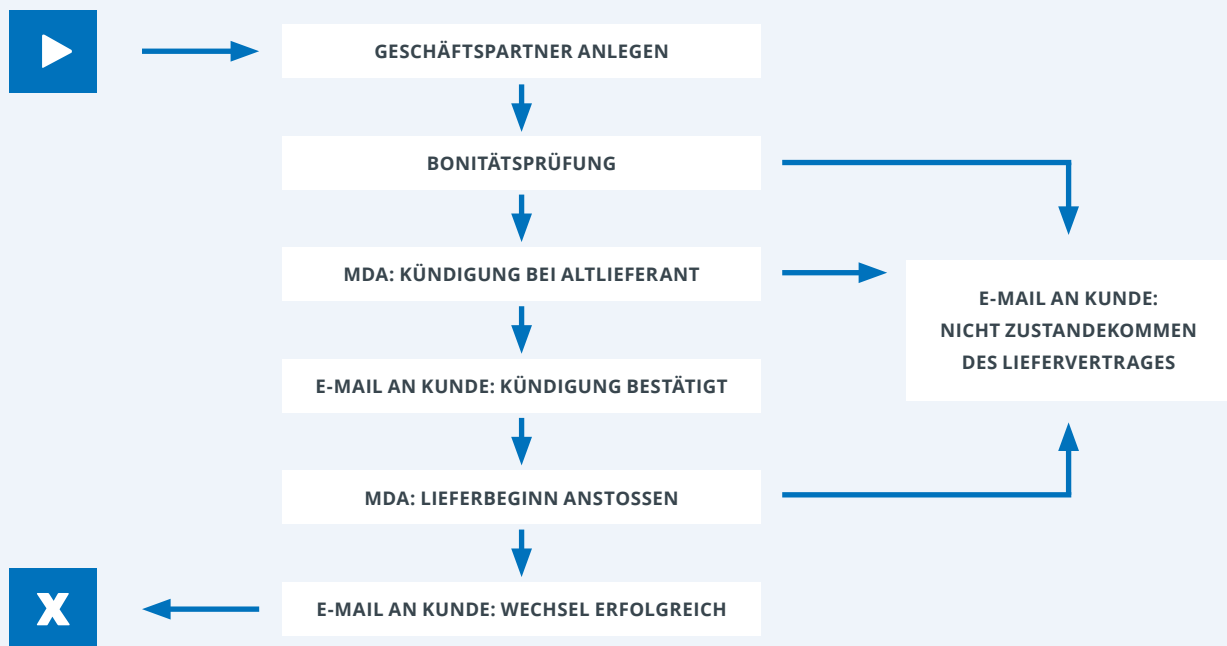 GESCHÄFTSPARTNER ANLEGEN
BONITÄTSPRÜFUNG
MDA: KÜNDIGUNG BEI ALTLIEFERANT
E-MAIL AN KUNDE:
NICHT ZUSTANDEKOMMEN
DES LIEFERVERTRAGES
E-MAIL AN KUNDE: KÜNDIGUNG BESTÄTIGT
MDA: LIEFERBEGINN ANSTOSSEN
X
E-MAIL AN KUNDE: WECHSEL ERFOLGREICH